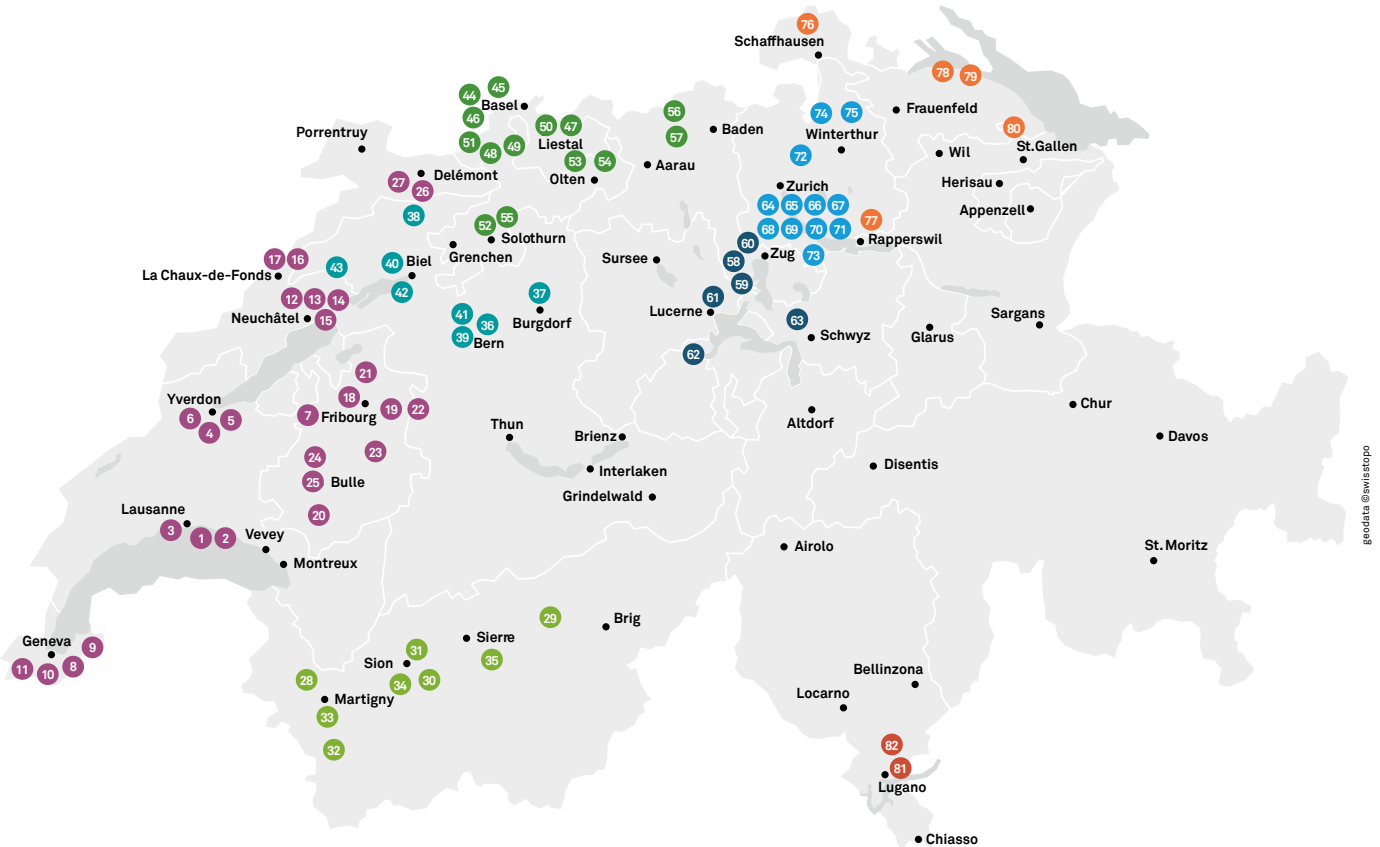 76
Schaffhausen
78
79
44
45
Basel
46
56
74
75
Frauenfeld
50
47
57
Baden
Winterthur
80
Porrentruy
51
48
49
Liestal
St.Gallen
53
54
Aarau
72
Wil
Delémont
27
26
Olten
Zurich
Herisau
64
65
66
67
Appenzell
38
52
55
77
68
69
70
71
Solothurn
60
Rapperswil
Grenchen
Zug
73
17
16
43
40
Biel
Sursee
58
La Chaux-de-Fonds
42
59
12
13
14
37
61
Neuchâtel
15
41
36
Burgdorf
Lucerne
63
Sargans
39
Bern
Schwyz
Glarus
62
21
18
Yverdon
7
Fribourg
19
22
Chur
6
5
4
Thun
Altdorf
Brienz
Davos
24
23
Disentis
Interlaken
25
Bulle
Grindelwald
Lausanne
20
3
1
2
Vevey
Airolo
St.Moritz
Montreux
29
Brig
Geneva
9
Sierre
11
10
8
31
Sion
35
28
34
30
Bellinzona
Martigny
Locarno
33
32
82
81
Lugano
Chiasso
geodata ©swisstopo